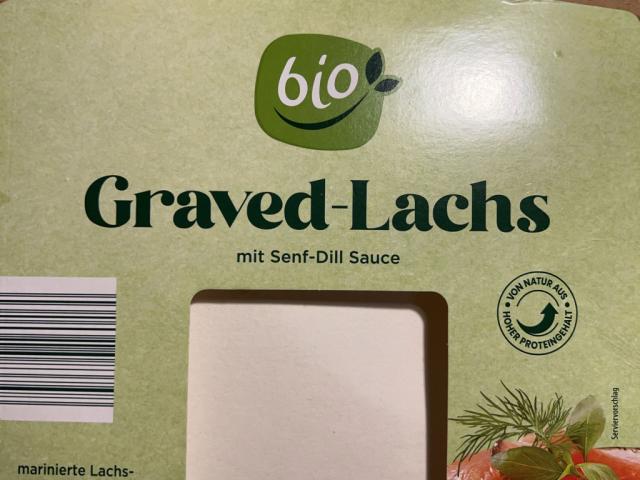 bio
Graved-Lachs
mit Senf-Dill Sauce
VON NATUR AUS
HOHER PROTEINGEHALT
Serviervorschlag
marinierte Lachs-